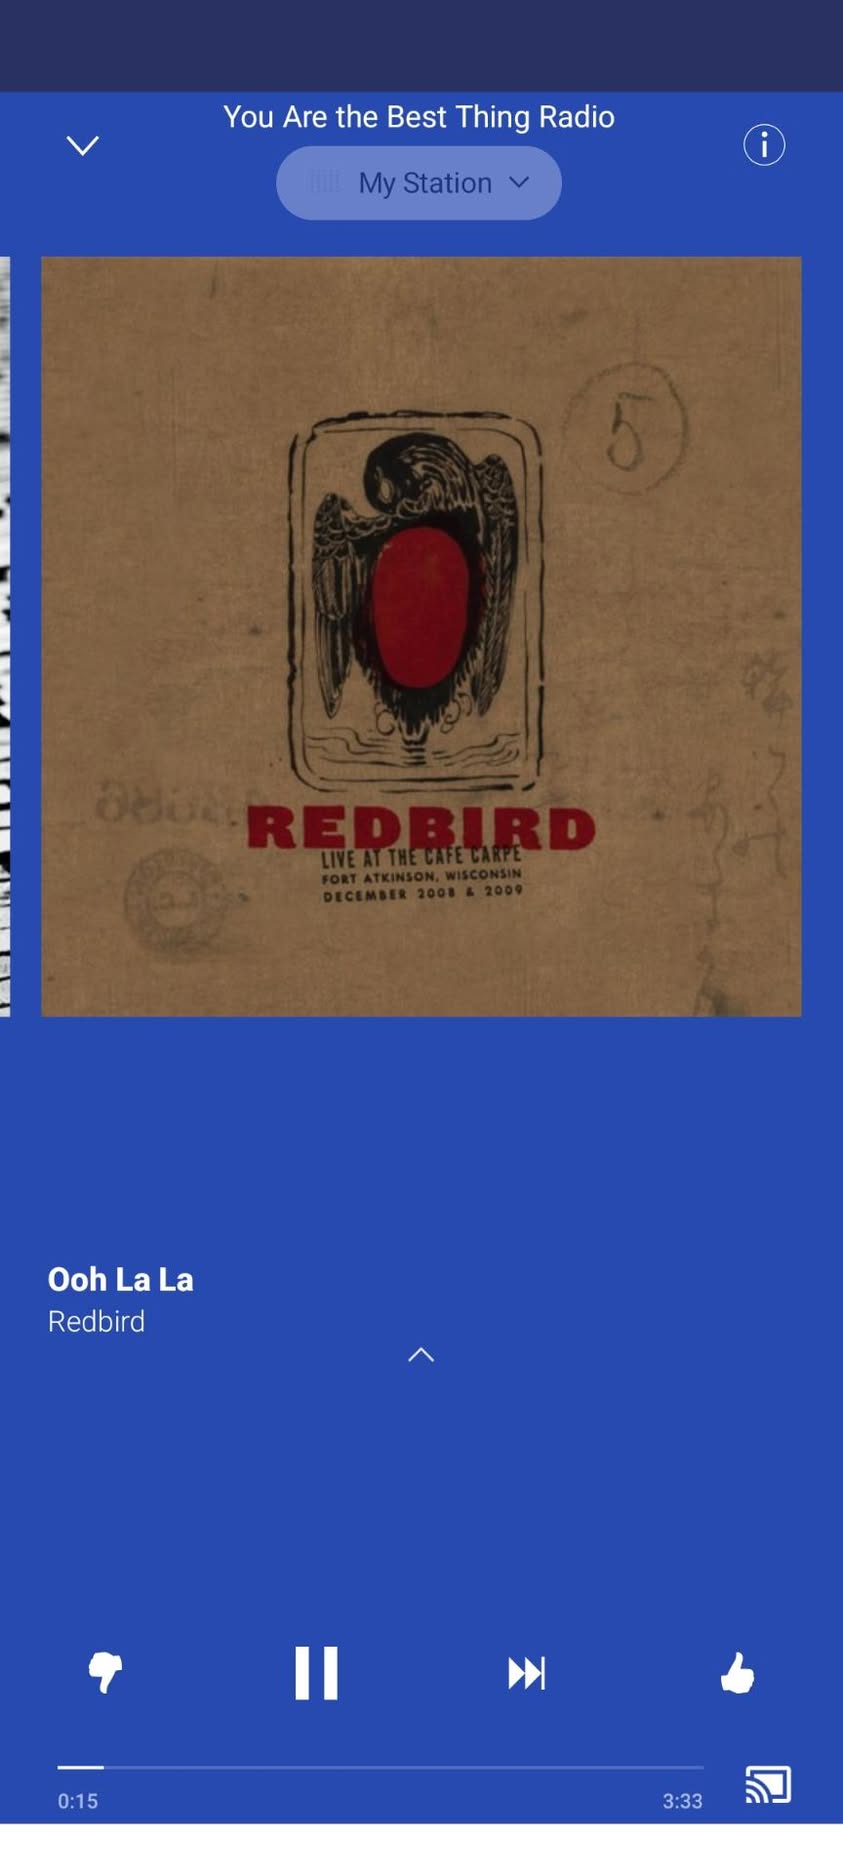 You Are the Best Thing Radio
My Station
5
REDBIRD
LIVE AT THE CAFE CARPE
FORT ATKINSON, WISCONSIN
DECEMBER 2008 & 2009
Ooh La La
Redbird
0:15
3:33